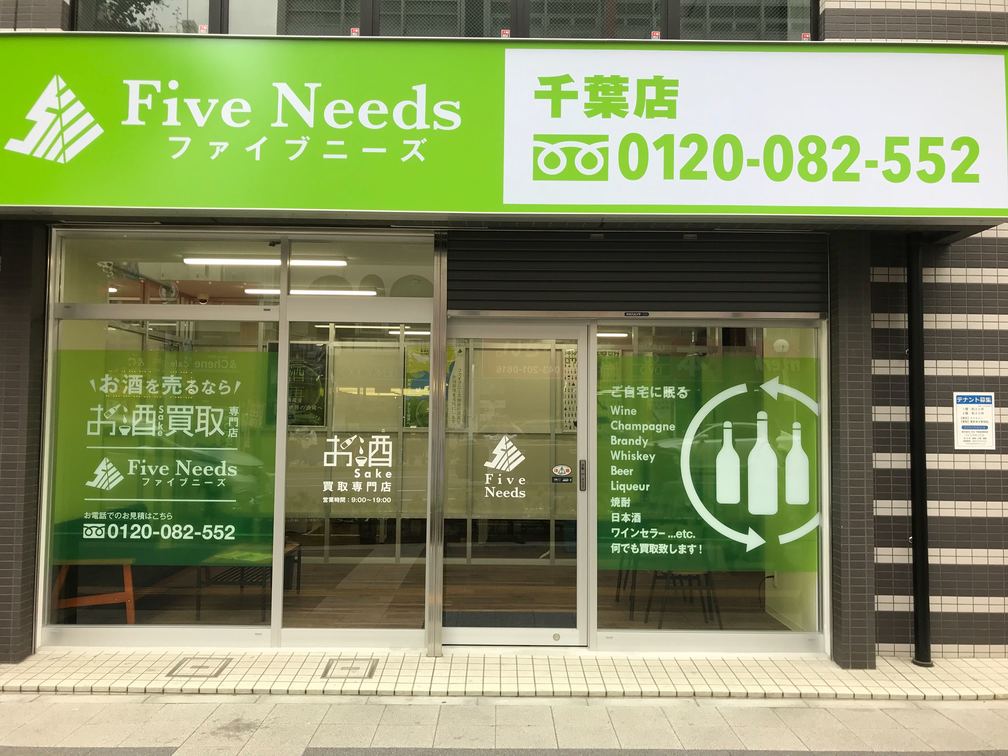 Five Needs
ファイブニーズ
千葉店
0120-082-552
\お酒を売るなら/
お酒Sake買取専門店
Five Needs
ファイブニーズ
お電話でのお見積はこちら
0120-082-552
お酒
Sake
買取専門店
営業時間：9:00〜19:00
Five
Needs
ご自宅に眠る
Wine
Champagne
Brandy
Whiskey
Beer
Liqueur
焼酎
日本酒
ワインセラー ...etc.
何でも買取致します！
テナント募集